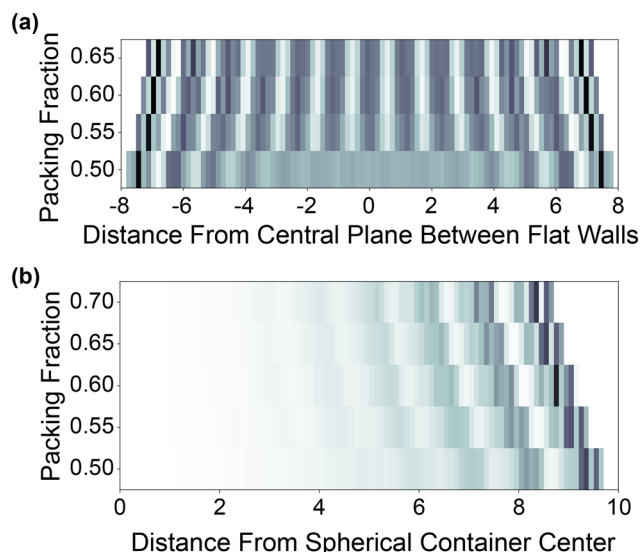 (a)
Packing Fraction
0.65
0.60
0.55
0.50
-8 -6 -4 -2 0 2 4 6 8
Distance From Central Plane Between Flat Walls
(b)
Packing Fraction
0.70
0.65
0.60
0.55
0.50
0 2 4 6 8 10
Distance From Spherical Container Center